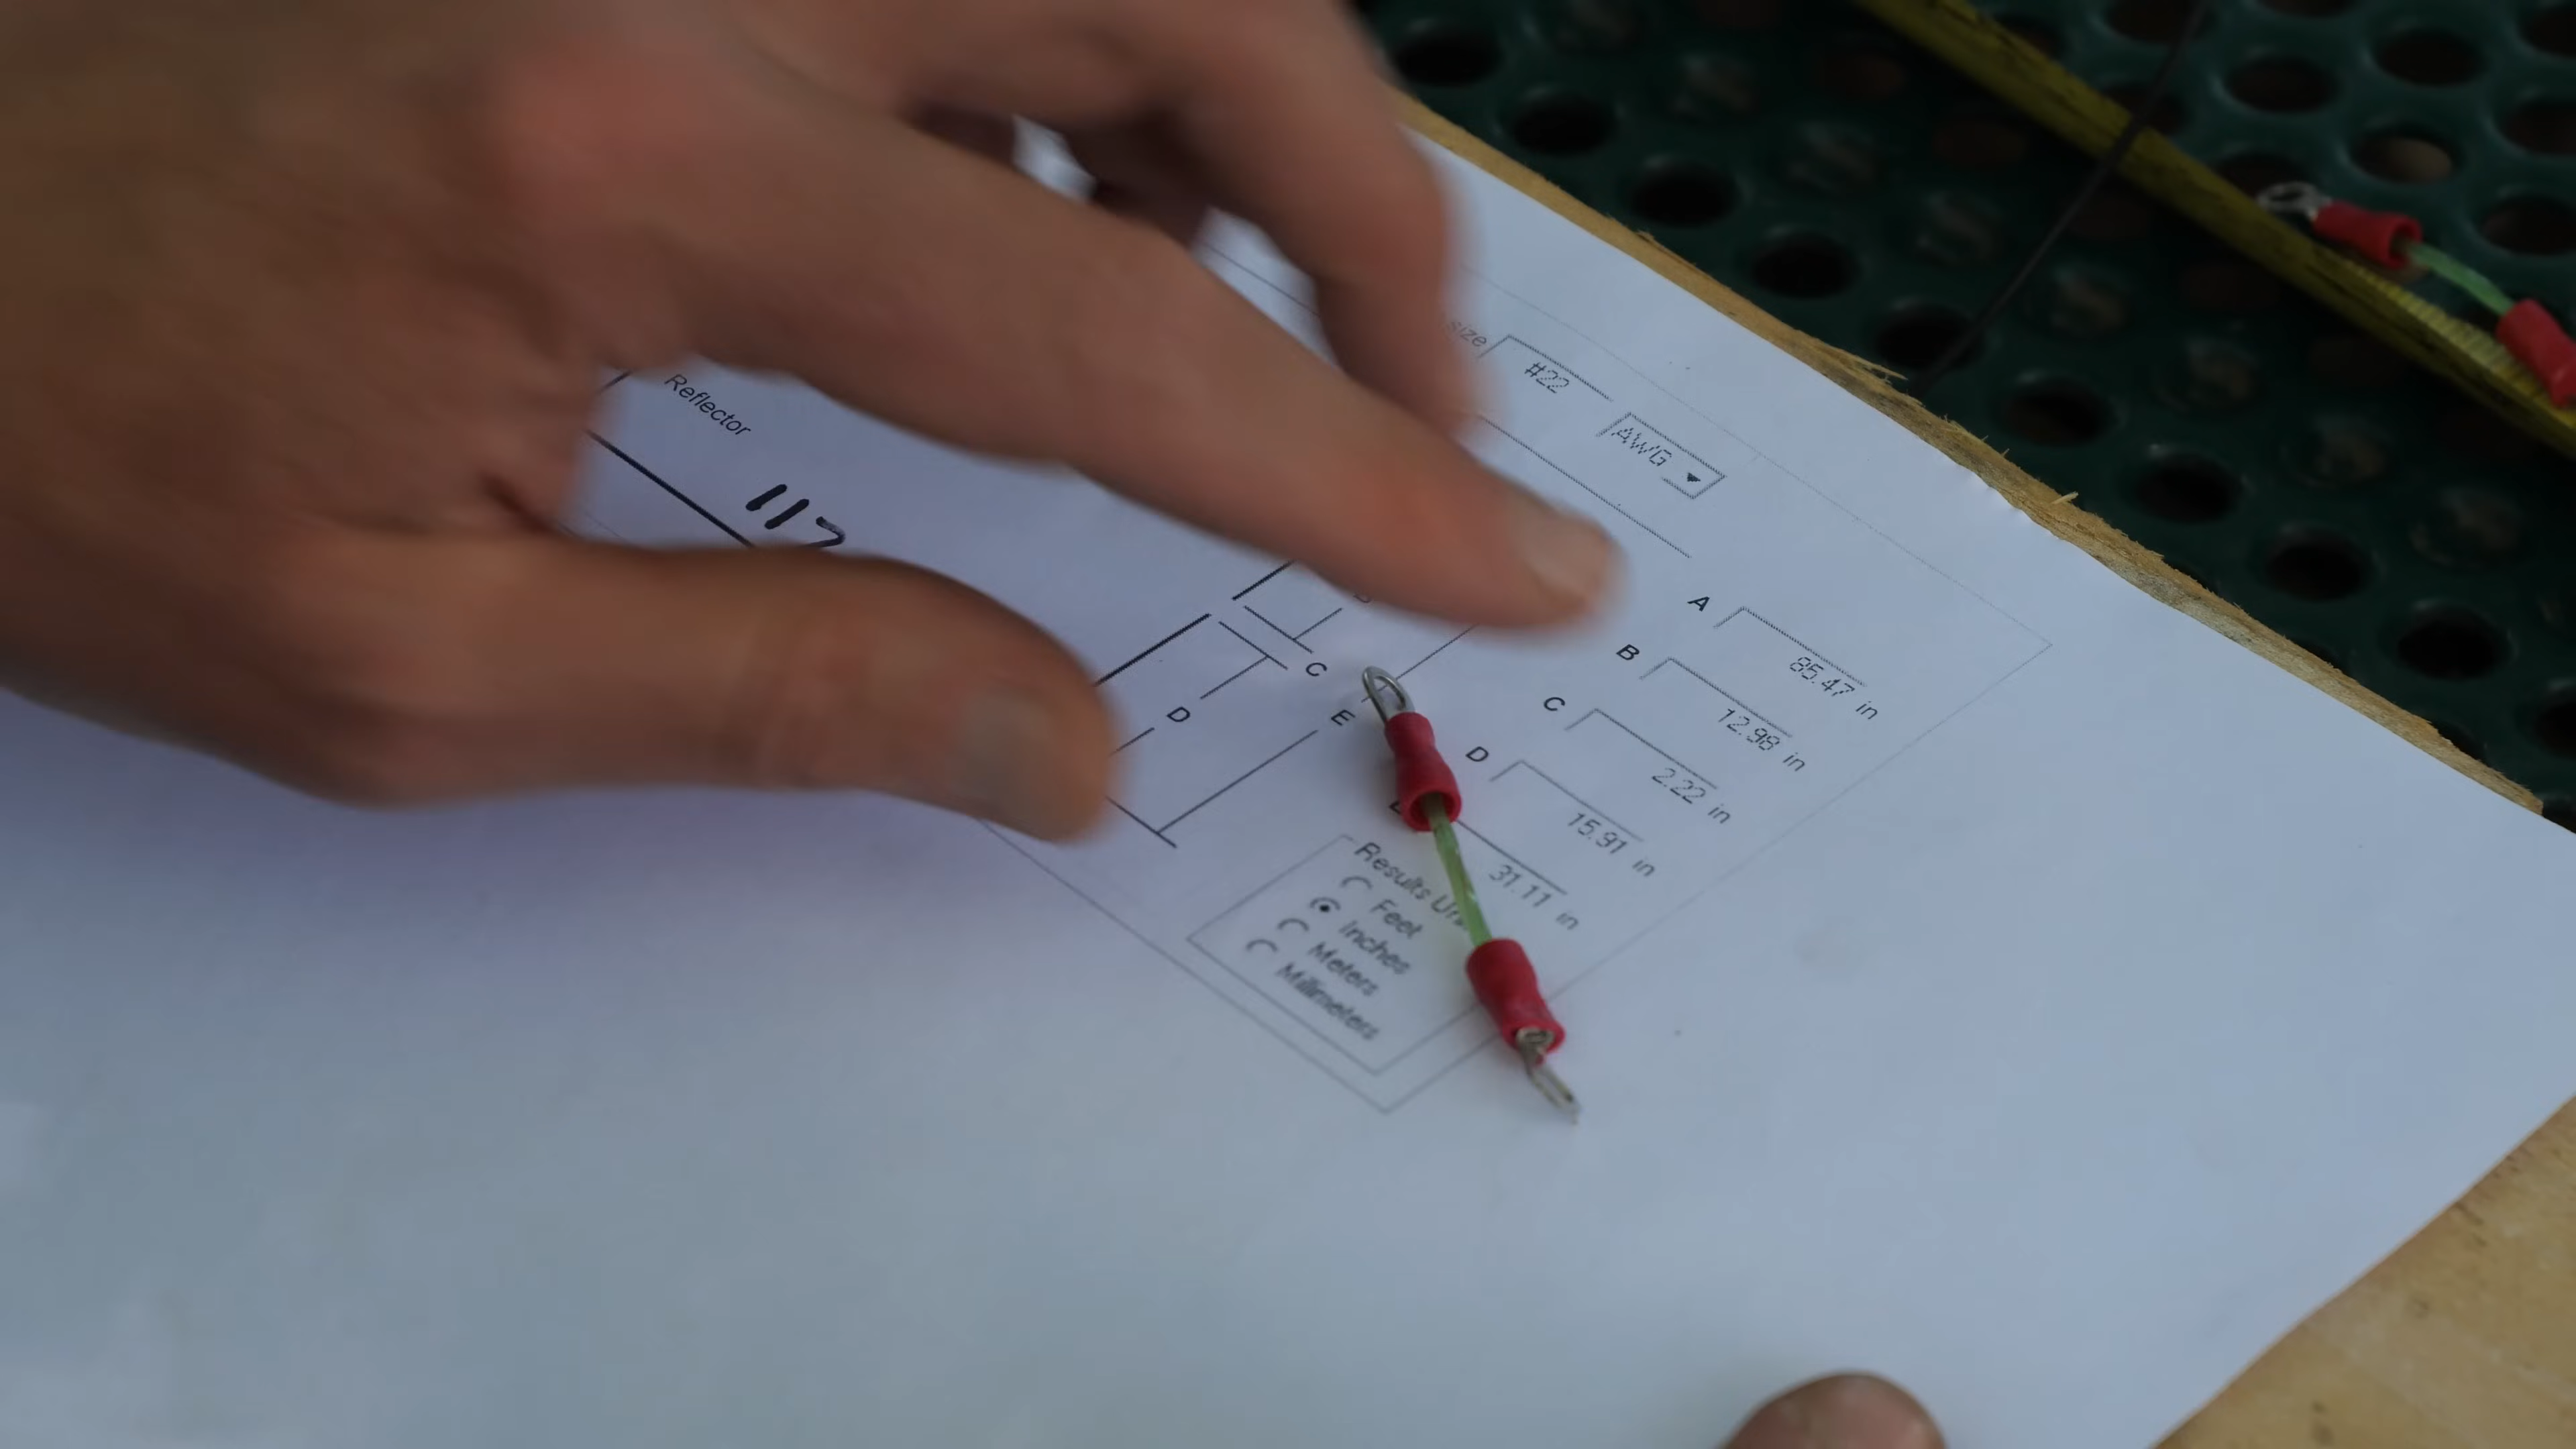 size #22
AWG
A 85.47 in
B 12.98 in
C 2.22 in
D 15.91 in
31.11 in
Reflector
117
C
D
E
Results
Feet
Inches
Meters
Millimeters